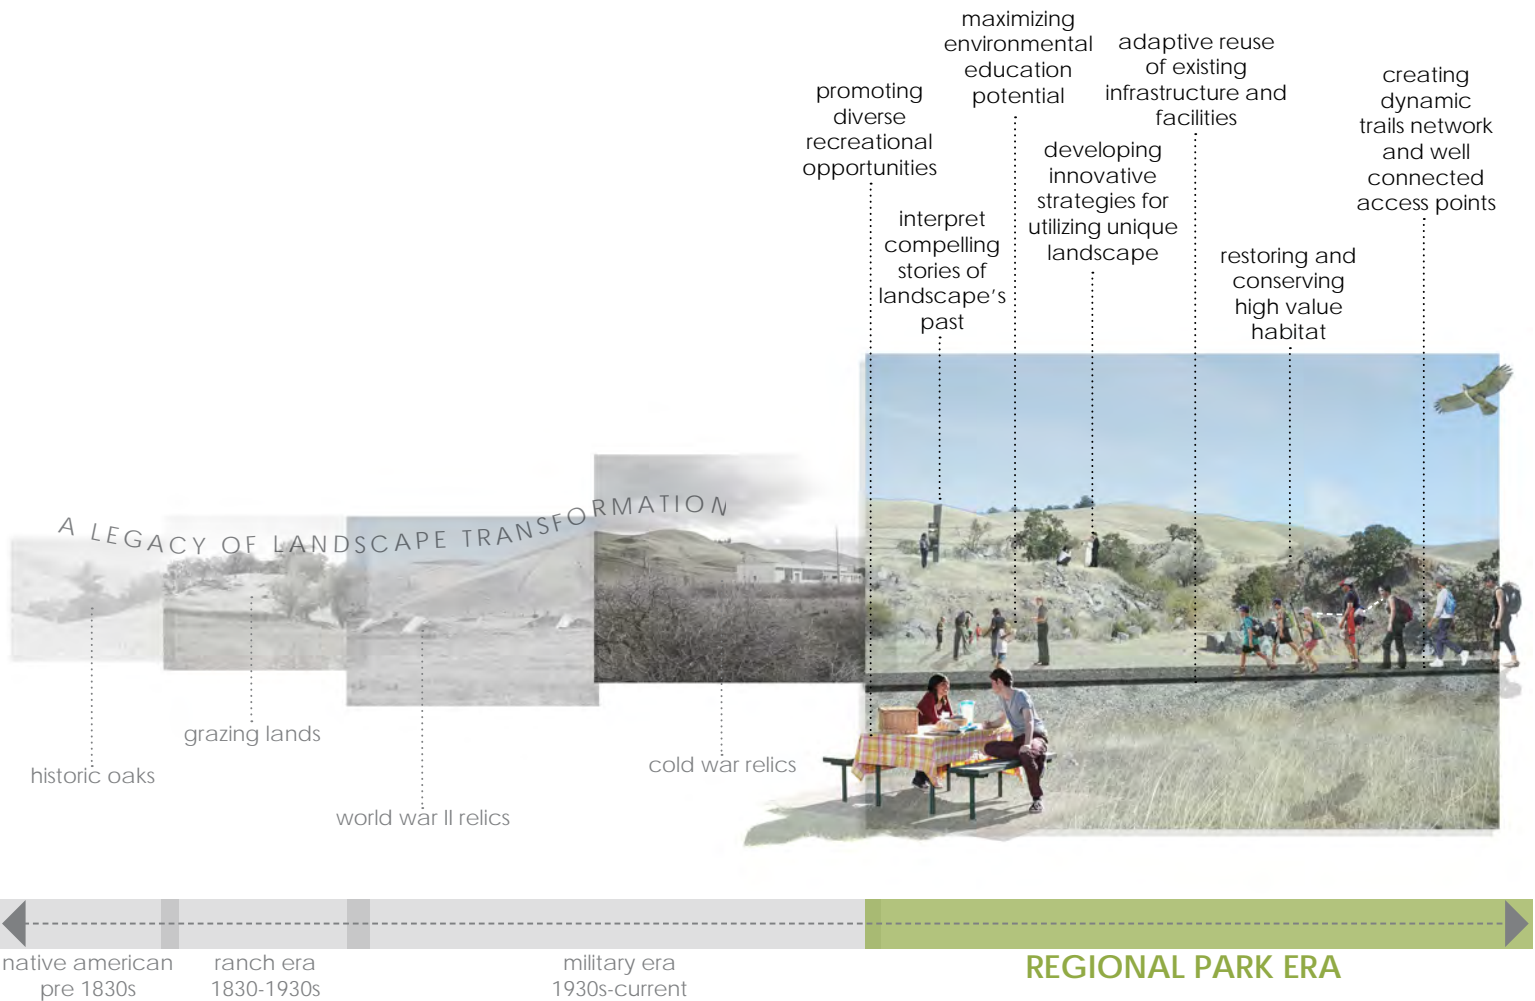 maximizing
environmental
education
potential
adaptive reuse
of existing
infrastructure and
facilities
creating
dynamic
trails network
and well
connected
access points
promoting
diverse
recreational
opportunities
developing
innovative
strategies for
utilizing unique
landscape
interpret
compelling
stories of
landscape's
past
restoring and
conserving
high value
habitat
A LEGACY OF LANDSCAPE TRANSFORMATION
grazing lands
historic oaks
cold war relics
world war II relics
native american
pre 1830s
ranch era
1830-1930s
military era
1930s-current
REGIONAL PARK ERA